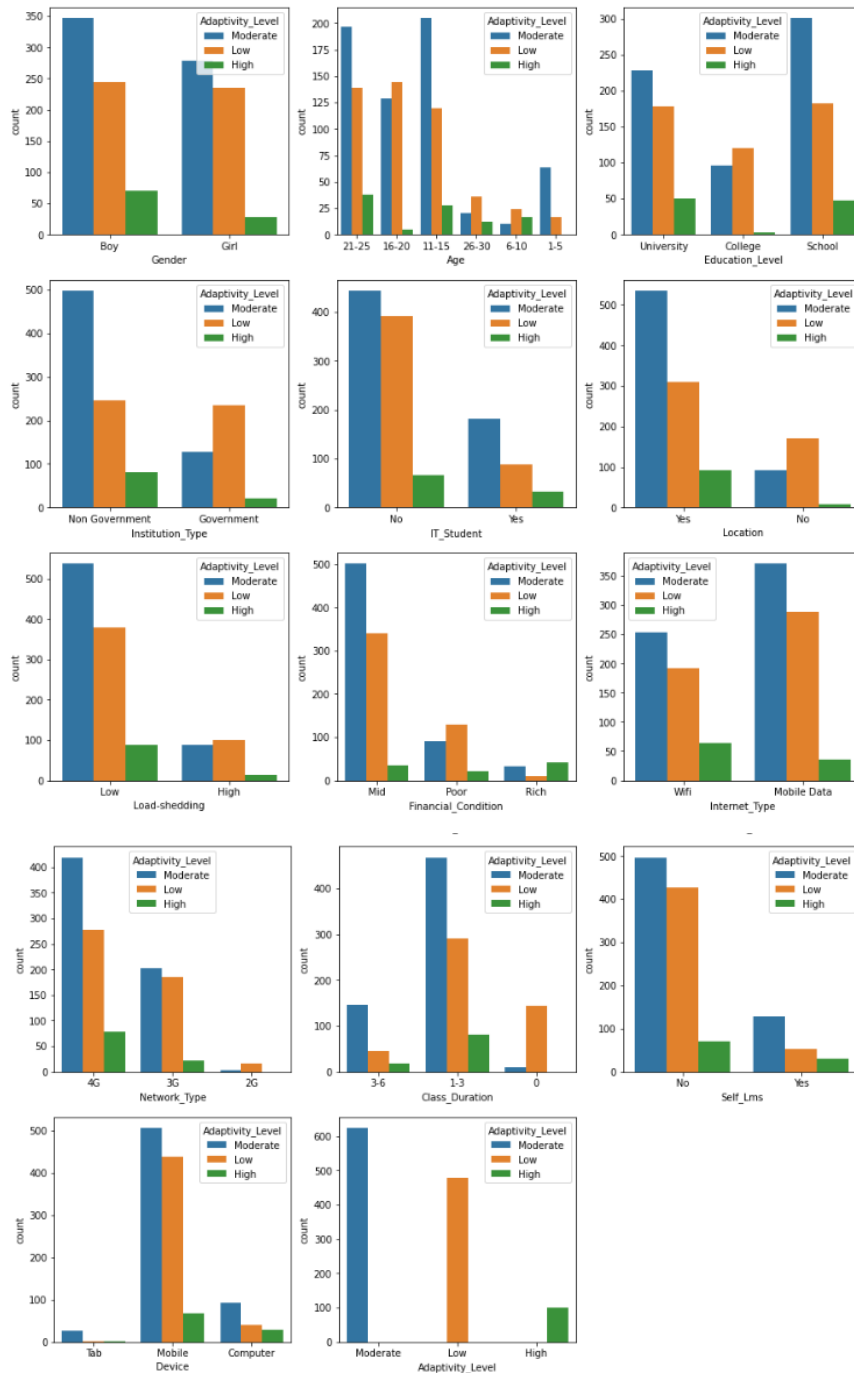 Adaptivity_Level
Moderate
Low
High
count
350
300
250
200
150
100
50
0
Boy
Girl
Gender
Adaptivity_Level
Moderate
Low
High
count
200
175
150
125
100
75
50
25
0
21-25
16-20
11-15
26-30
6-10
1-5
Age
Adaptivity_Level
Moderate
Low
High
count
300
250
200
150
100
50
0
University
College
School
Education_Level
Adaptivity_Level
Moderate
Low
High
count
500
400
300
200
100
0
Non Government
Government
Institution_Type
Adaptivity_Level
Moderate
Low
High
count
400
300
200
100
0
No
Yes
IT_Student
Adaptivity_Level
Moderate
Low
High
count
500
400
300
200
100
0
Yes
No
Location
Adaptivity_Level
Moderate
Low
High
count
500
400
300
200
100
0
Low
High
Load-shedding
Adaptivity_Level
Moderate
Low
High
count
500
400
300
200
100
0
Mid
Poor
Rich
Financial_Condition
Adaptivity_Level
Moderate
Low
High
count
350
300
250
200
150
100
50
0
Wifi
Mobile Data
Internet_Type
Adaptivity_Level
Moderate
Low
High
count
400
350
300
250
200
150
100
50
0
4G
3G
2G
Network_Type
Adaptivity_Level
Moderate
Low
High
count
400
300
200
100
0
3-6
1-3
0
Class_Duration
Adaptivity_Level
Moderate
Low
High
count
500
400
300
200
100
0
No
Yes
Self_Lms
Adaptivity_Level
Moderate
Low
High
count
500
400
300
200
100
0
Tab
Mobile
Computer
Device
Adaptivity_Level
Moderate
Low
High
count
600
500
400
300
200
100
0
Moderate
Low
High
Adaptivity_Level